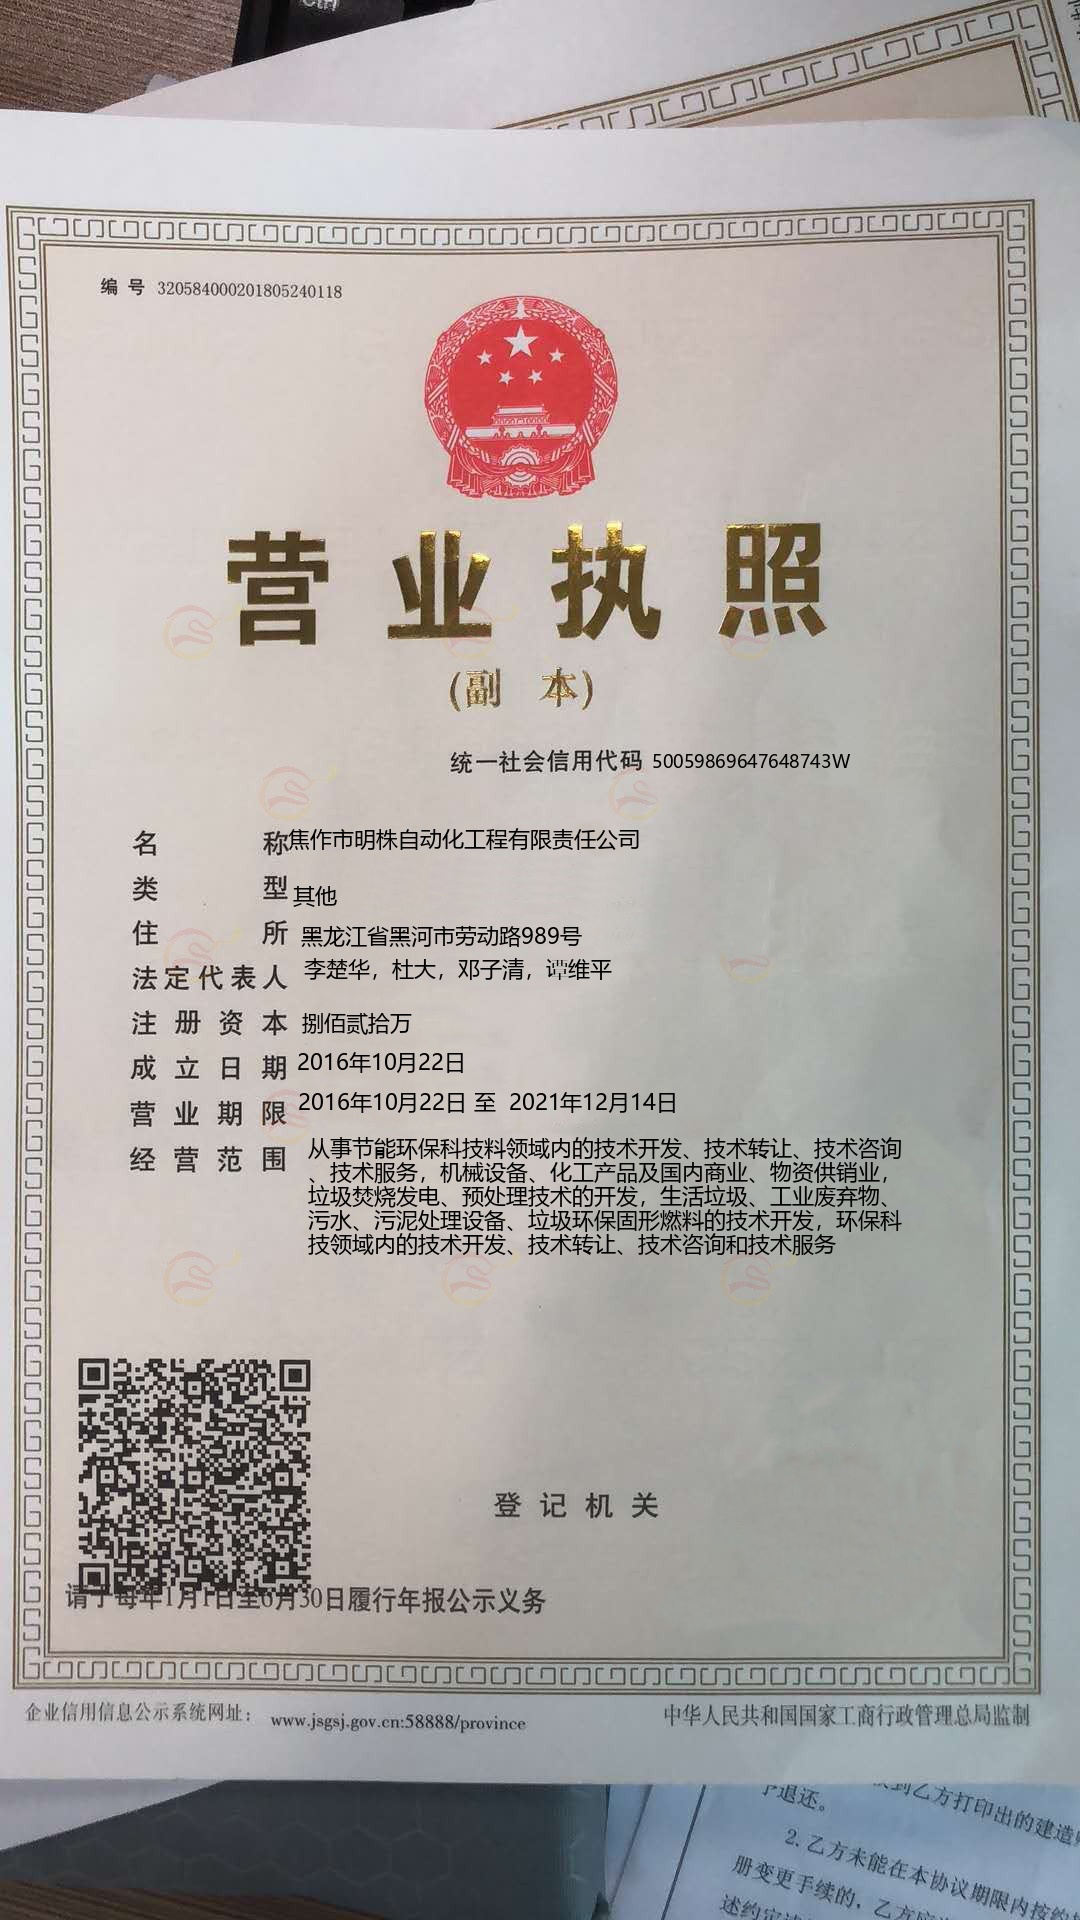 Ctrl
编号 320584000201805240118
营业执照
(副本)
统一社会信用代码 50059869647648743W
名称 焦作市明株自动化工程有限责任公司
类型 其他
住所 黑龙江省黑河市劳动路989号
法定代表人 李楚华，杜大，邓子清，谭维平
注册资本 捌佰贰拾万
成立日期 2016年10月22日
营业期限 2016年10月22日 至 2021年12月14日
经营范围 从事节能环保科技料领域内的技术开发、技术转让、技术咨询
、技术服务，机械设备、化工产品及国内商业、物资供销业，
垃圾焚烧发电、预处理技术的开发，生活垃圾、工业废弃物、
污水、污泥处理设备、垃圾环保固形燃料的技术开发，环保科
技领域内的技术开发、技术转让、技术咨询和技术服务
登记机关
请于每年1月1日至6月30日履行年报公示义务
企业信用信息公示系统网址： www.jsgsj.gov.cn:58888/province
中华人民共和国国家工商行政管理总局监制
到乙方打印出的建造
退还。
2.乙方未能在本协议期限内按约
册变更手续的，乙方应
述约定